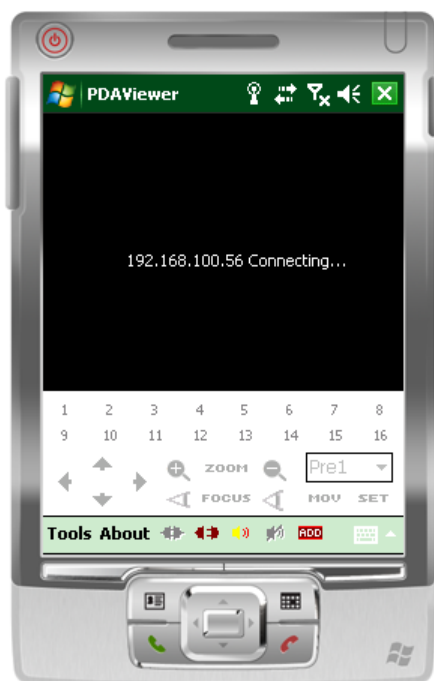 PDAViewer
192.168.100.56 Connecting...
1 2 3 4 5 6 7 8
9 10 11 12 13 14 15 16
ZOOM Pre1
FOCUS MOV SET
Tools About ADD